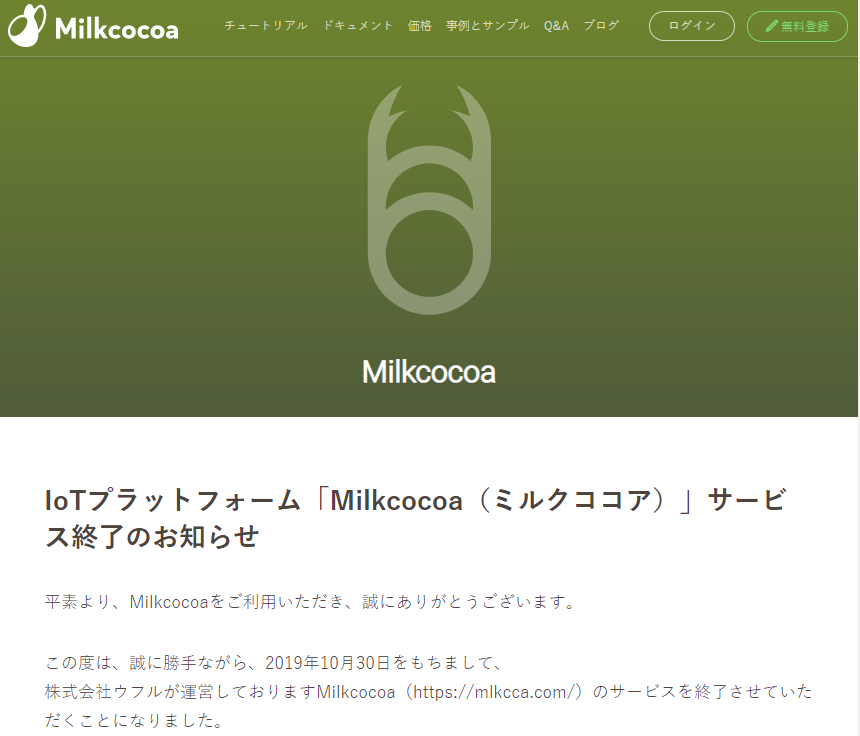 Milkcocoa
チュートリアル ドキュメント 価格 事例とサンプル Q&A ブログ ログイン 無料登録
Milkcocoa
IoTプラットフォーム「Milkcocoa（ミルクココア）」サービ
ス終了のお知らせ
平素より、Milkcocoaをご利用いただき、誠にありがとうございます。
この度は、誠に勝手ながら、2019年10月30日をもちまして、
株式会社ウフルが運営しておりますMilkcocoa（https://mlkcca.com/）のサービスを終了させていた
だくことになりました。